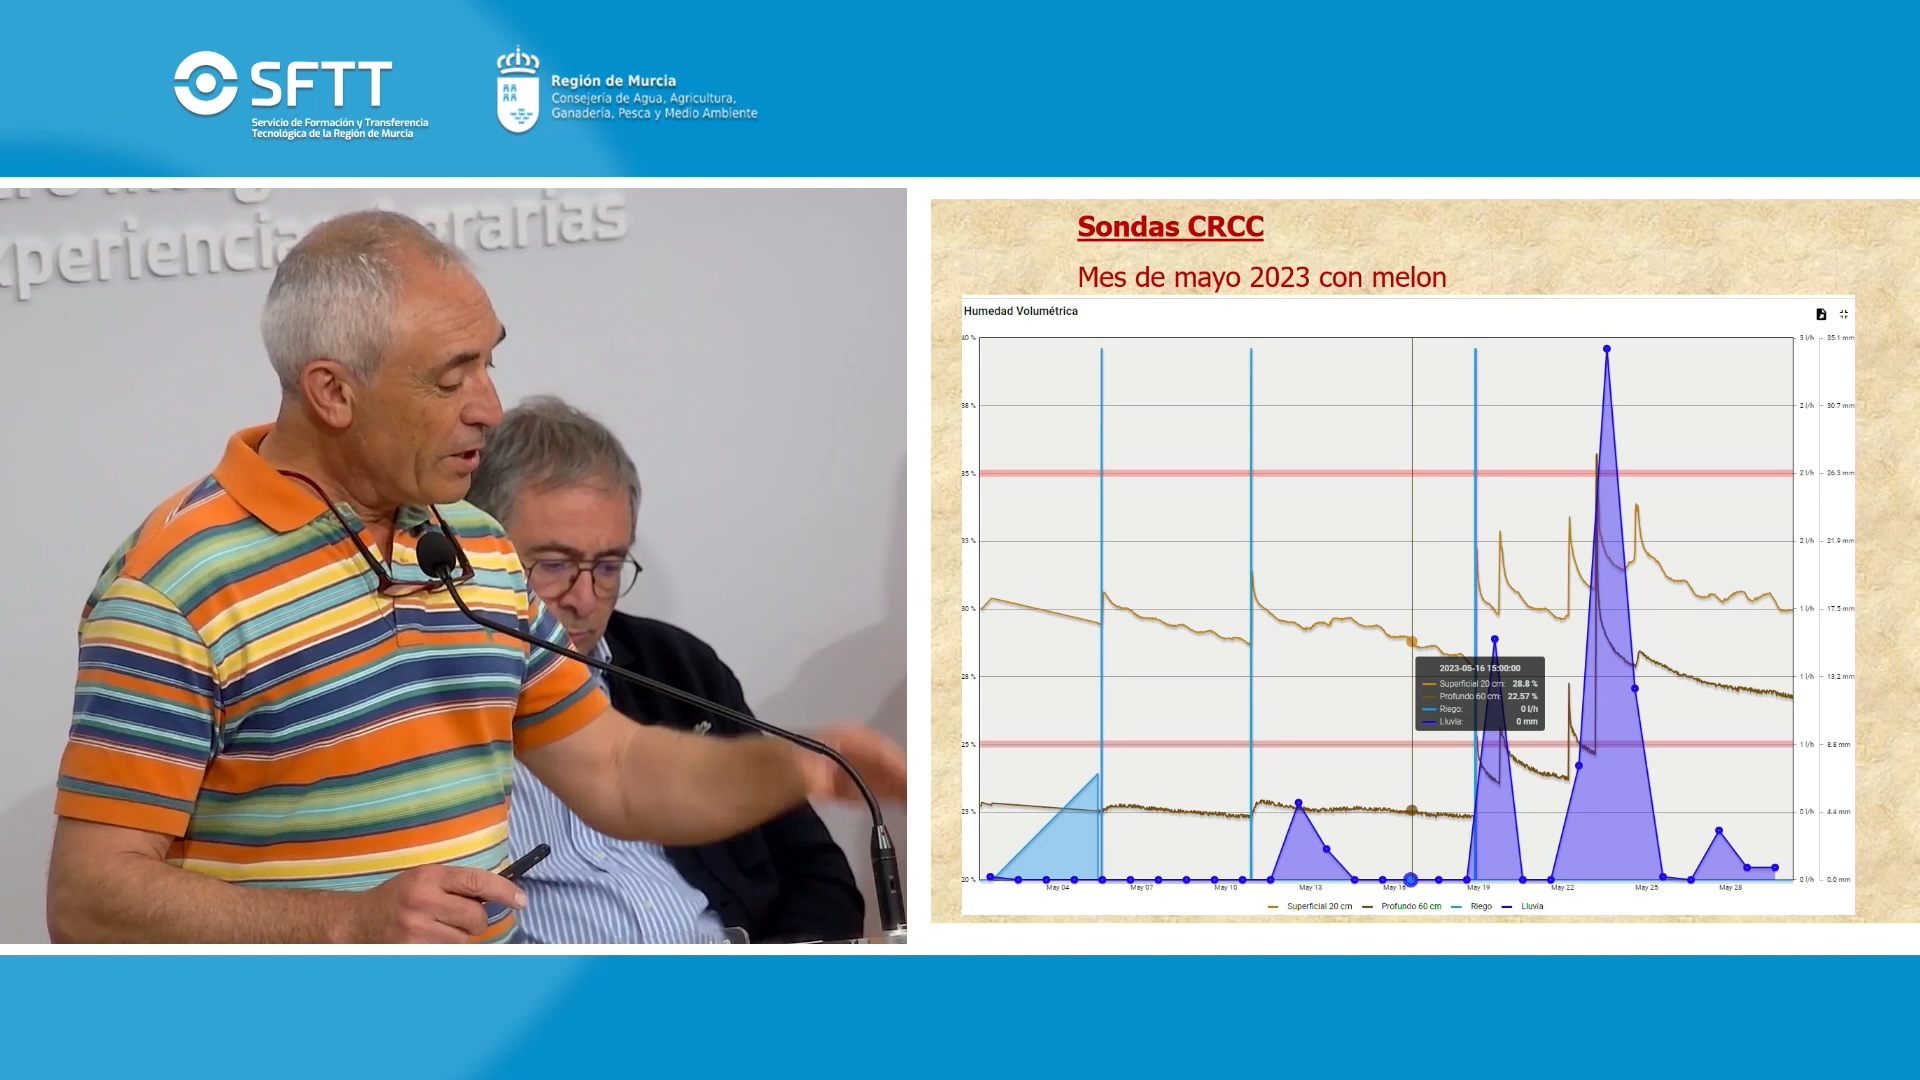 SFTT
Servicio de Formación y Transferencia
Tecnológica de la Región de Murcia
Región de Murcia
Consejería de Agua, Agricultura,
Ganadería, Pesca y Medio Ambiente
xperiencias Agrarias
Sondas CRCC
Mes de mayo 2023 con melon
Humedad Volumétrica
40 %
38 %
35 %
33 %
30 %
28 %
25 %
23 %
20 %
3 l/h – 35.1 mm
2 l/h – 30.7 mm
2 l/h – 26.3 mm
2 l/h – 21.9 mm
1 l/h – 17.5 mm
1 l/h – 13.2 mm
1 l/h – 8.8 mm
0 l/h – 4.4 mm
0 l/h – 0.0 mm
2023-05-16 15:00:00
Superficial 20 cm: 28.8 %
Profundo 60 cm: 22.57 %
Riego: 0 l/h
Lluvia: 0 mm
May 04 May 07 May 10 May 13 May 16 May 19 May 22 May 25 May 28
Superficial 20 cm Profundo 60 cm Riego Lluvia